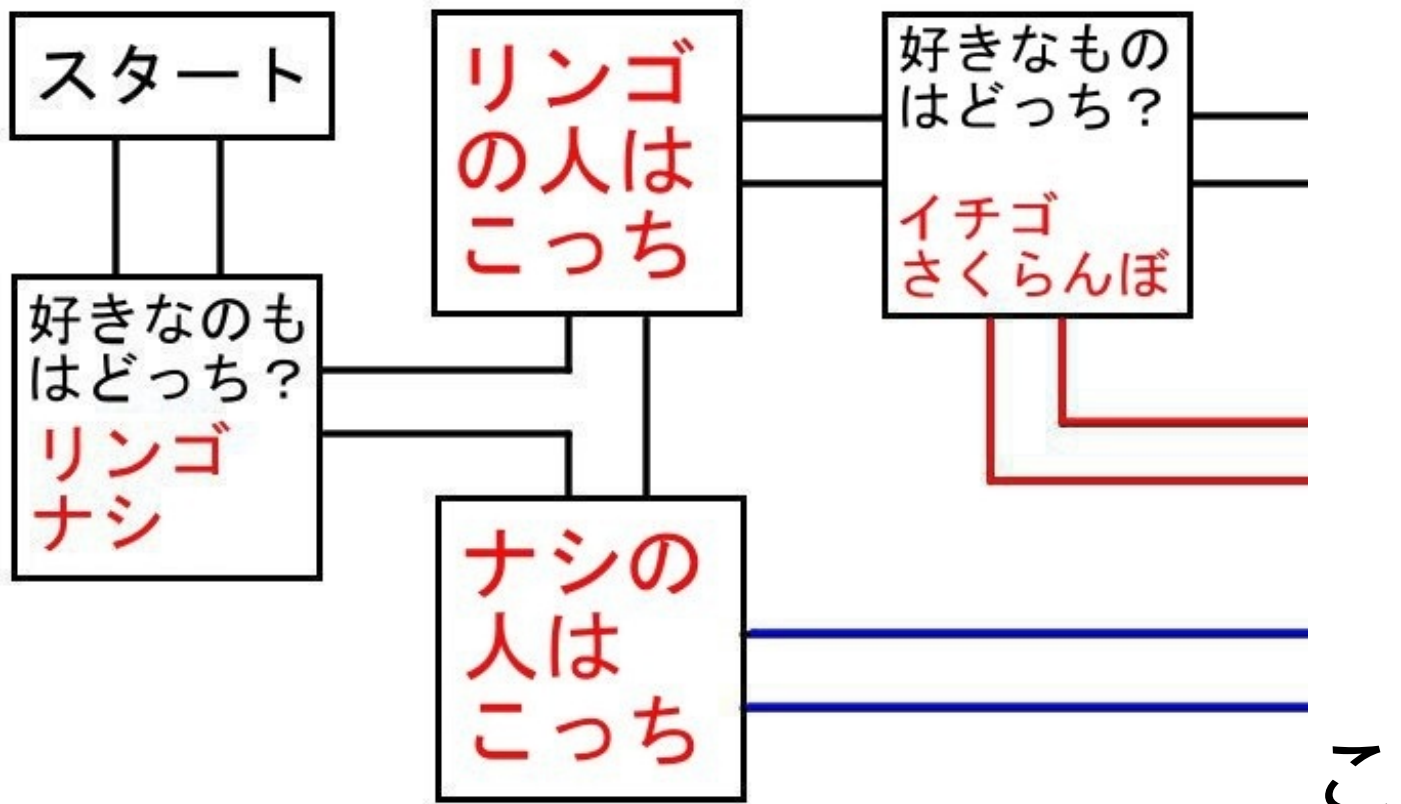 スタート
好きなのも
はどっち？
リンゴ
ナシ
リンゴ
の人は
こっち
ナシの
人は
こっち
好きなもの
はどっち？
イチゴ
さくらんぼ